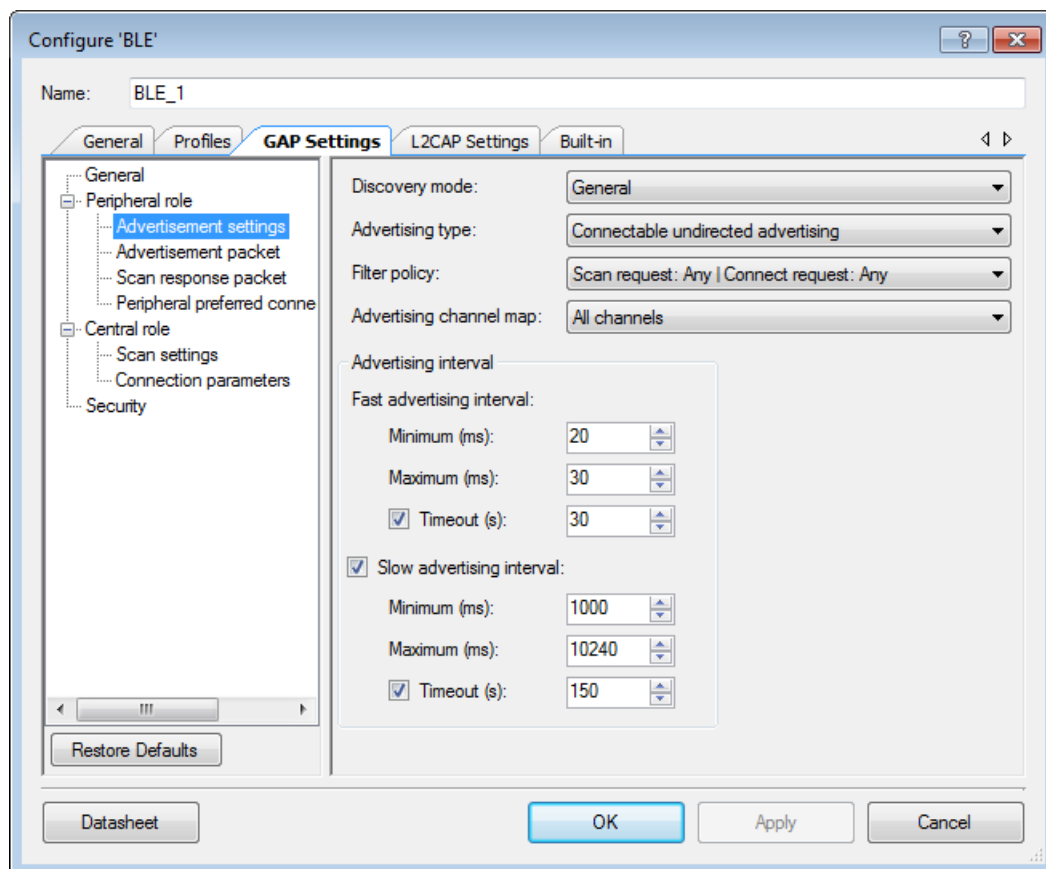 Configure 'BLE'
Name: BLE_1
General Profiles GAP Settings L2CAP Settings Built-in
General
Peripheral role
Advertisement settings
Advertisement packet
Scan response packet
Peripheral preferred conne
Central role
Scan settings
Connection parameters
Security
Restore Defaults
Discovery mode: General
Advertising type: Connectable undirected advertising
Filter policy: Scan request: Any | Connect request: Any
Advertising channel map: All channels
Advertising interval
Fast advertising interval:
Minimum (ms): 20
Maximum (ms): 30
Timeout (s): 30
Slow advertising interval:
Minimum (ms): 1000
Maximum (ms): 10240
Timeout (s): 150
Datasheet OK Apply Cancel